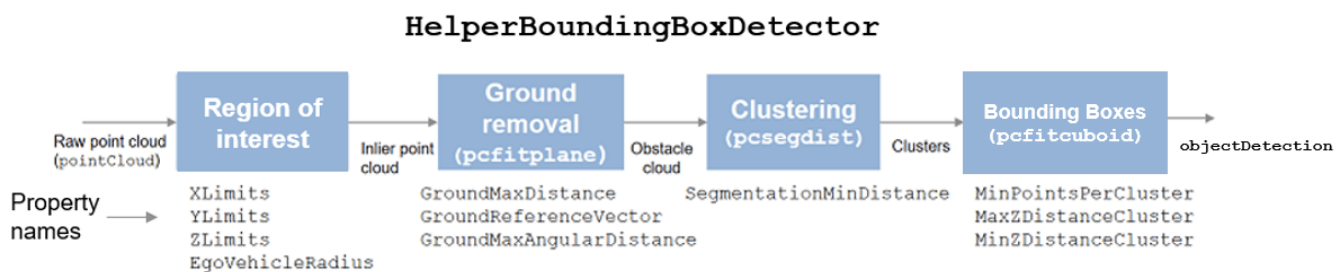 HelperBoundingBoxDetector
Raw point cloud
(pointCloud)
Region of
interest
Inlier point
cloud
Ground
removal
(pcfitplane)
Obstacle
cloud
Clustering
(pcsegdist)
Clusters
Bounding Boxes
(pcfitcuboid)
objectDetection
Property
names
XLimits
YLimits
ZLimits
EgoVehicleRadius
GroundMaxDistance
GroundReferenceVector
GroundMaxAngularDistance
SegmentationMinDistance
MinPointsPerCluster
MaxZDistanceCluster
MinZDistanceCluster